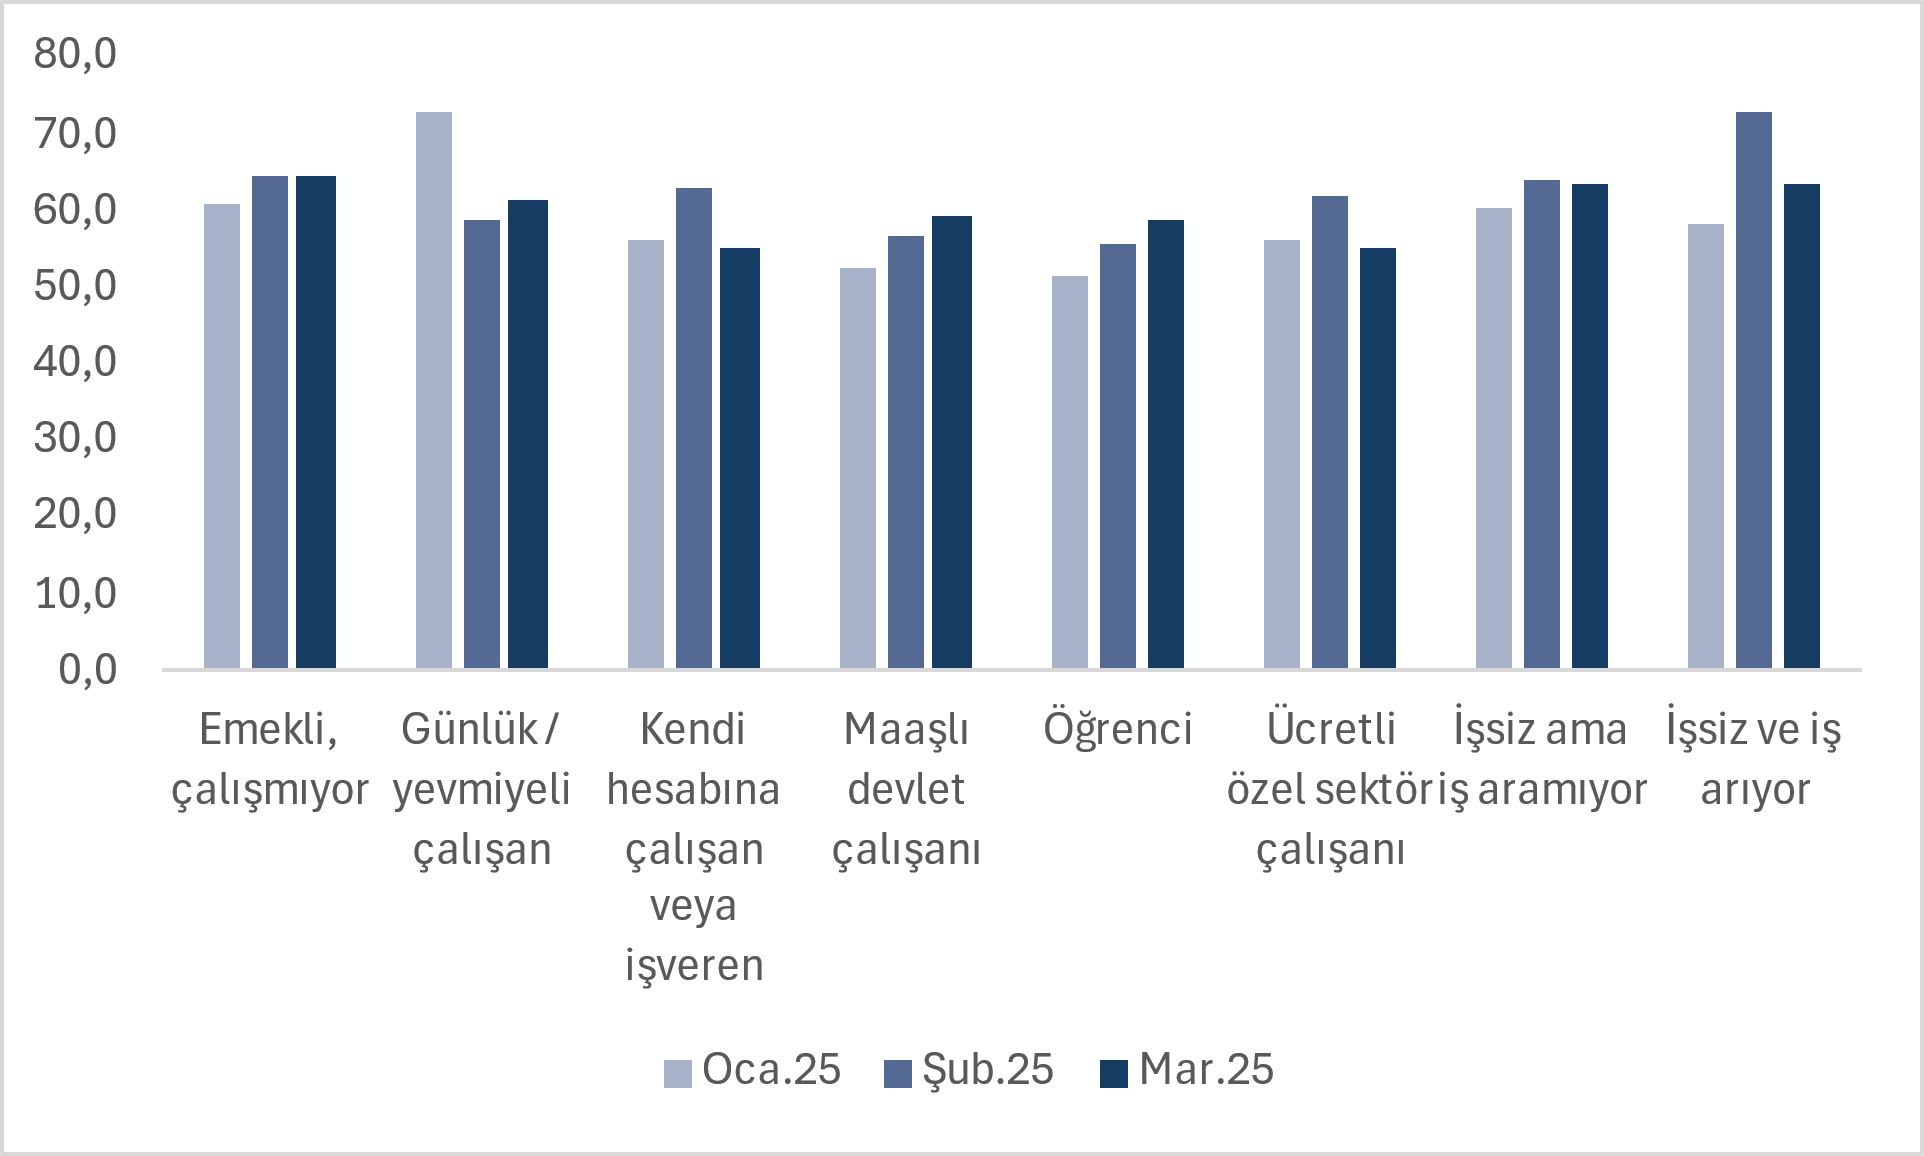 80,0
70,0
60,0
50,0
40,0
30,0
20,0
10,0
0,0
Emekli,
çalışmıyor
Günlük /
yevmiyeli
çalışan
Kendi
hesabına
çalışan
veya
işveren
Maaşlı
devlet
çalışanı
Öğrenci
Ücretli
özel sektör
çalışanı
İşsiz ama
iş aramıyor
İşsiz ve iş
arıyor
Oca.25
Şub.25
Mar.25